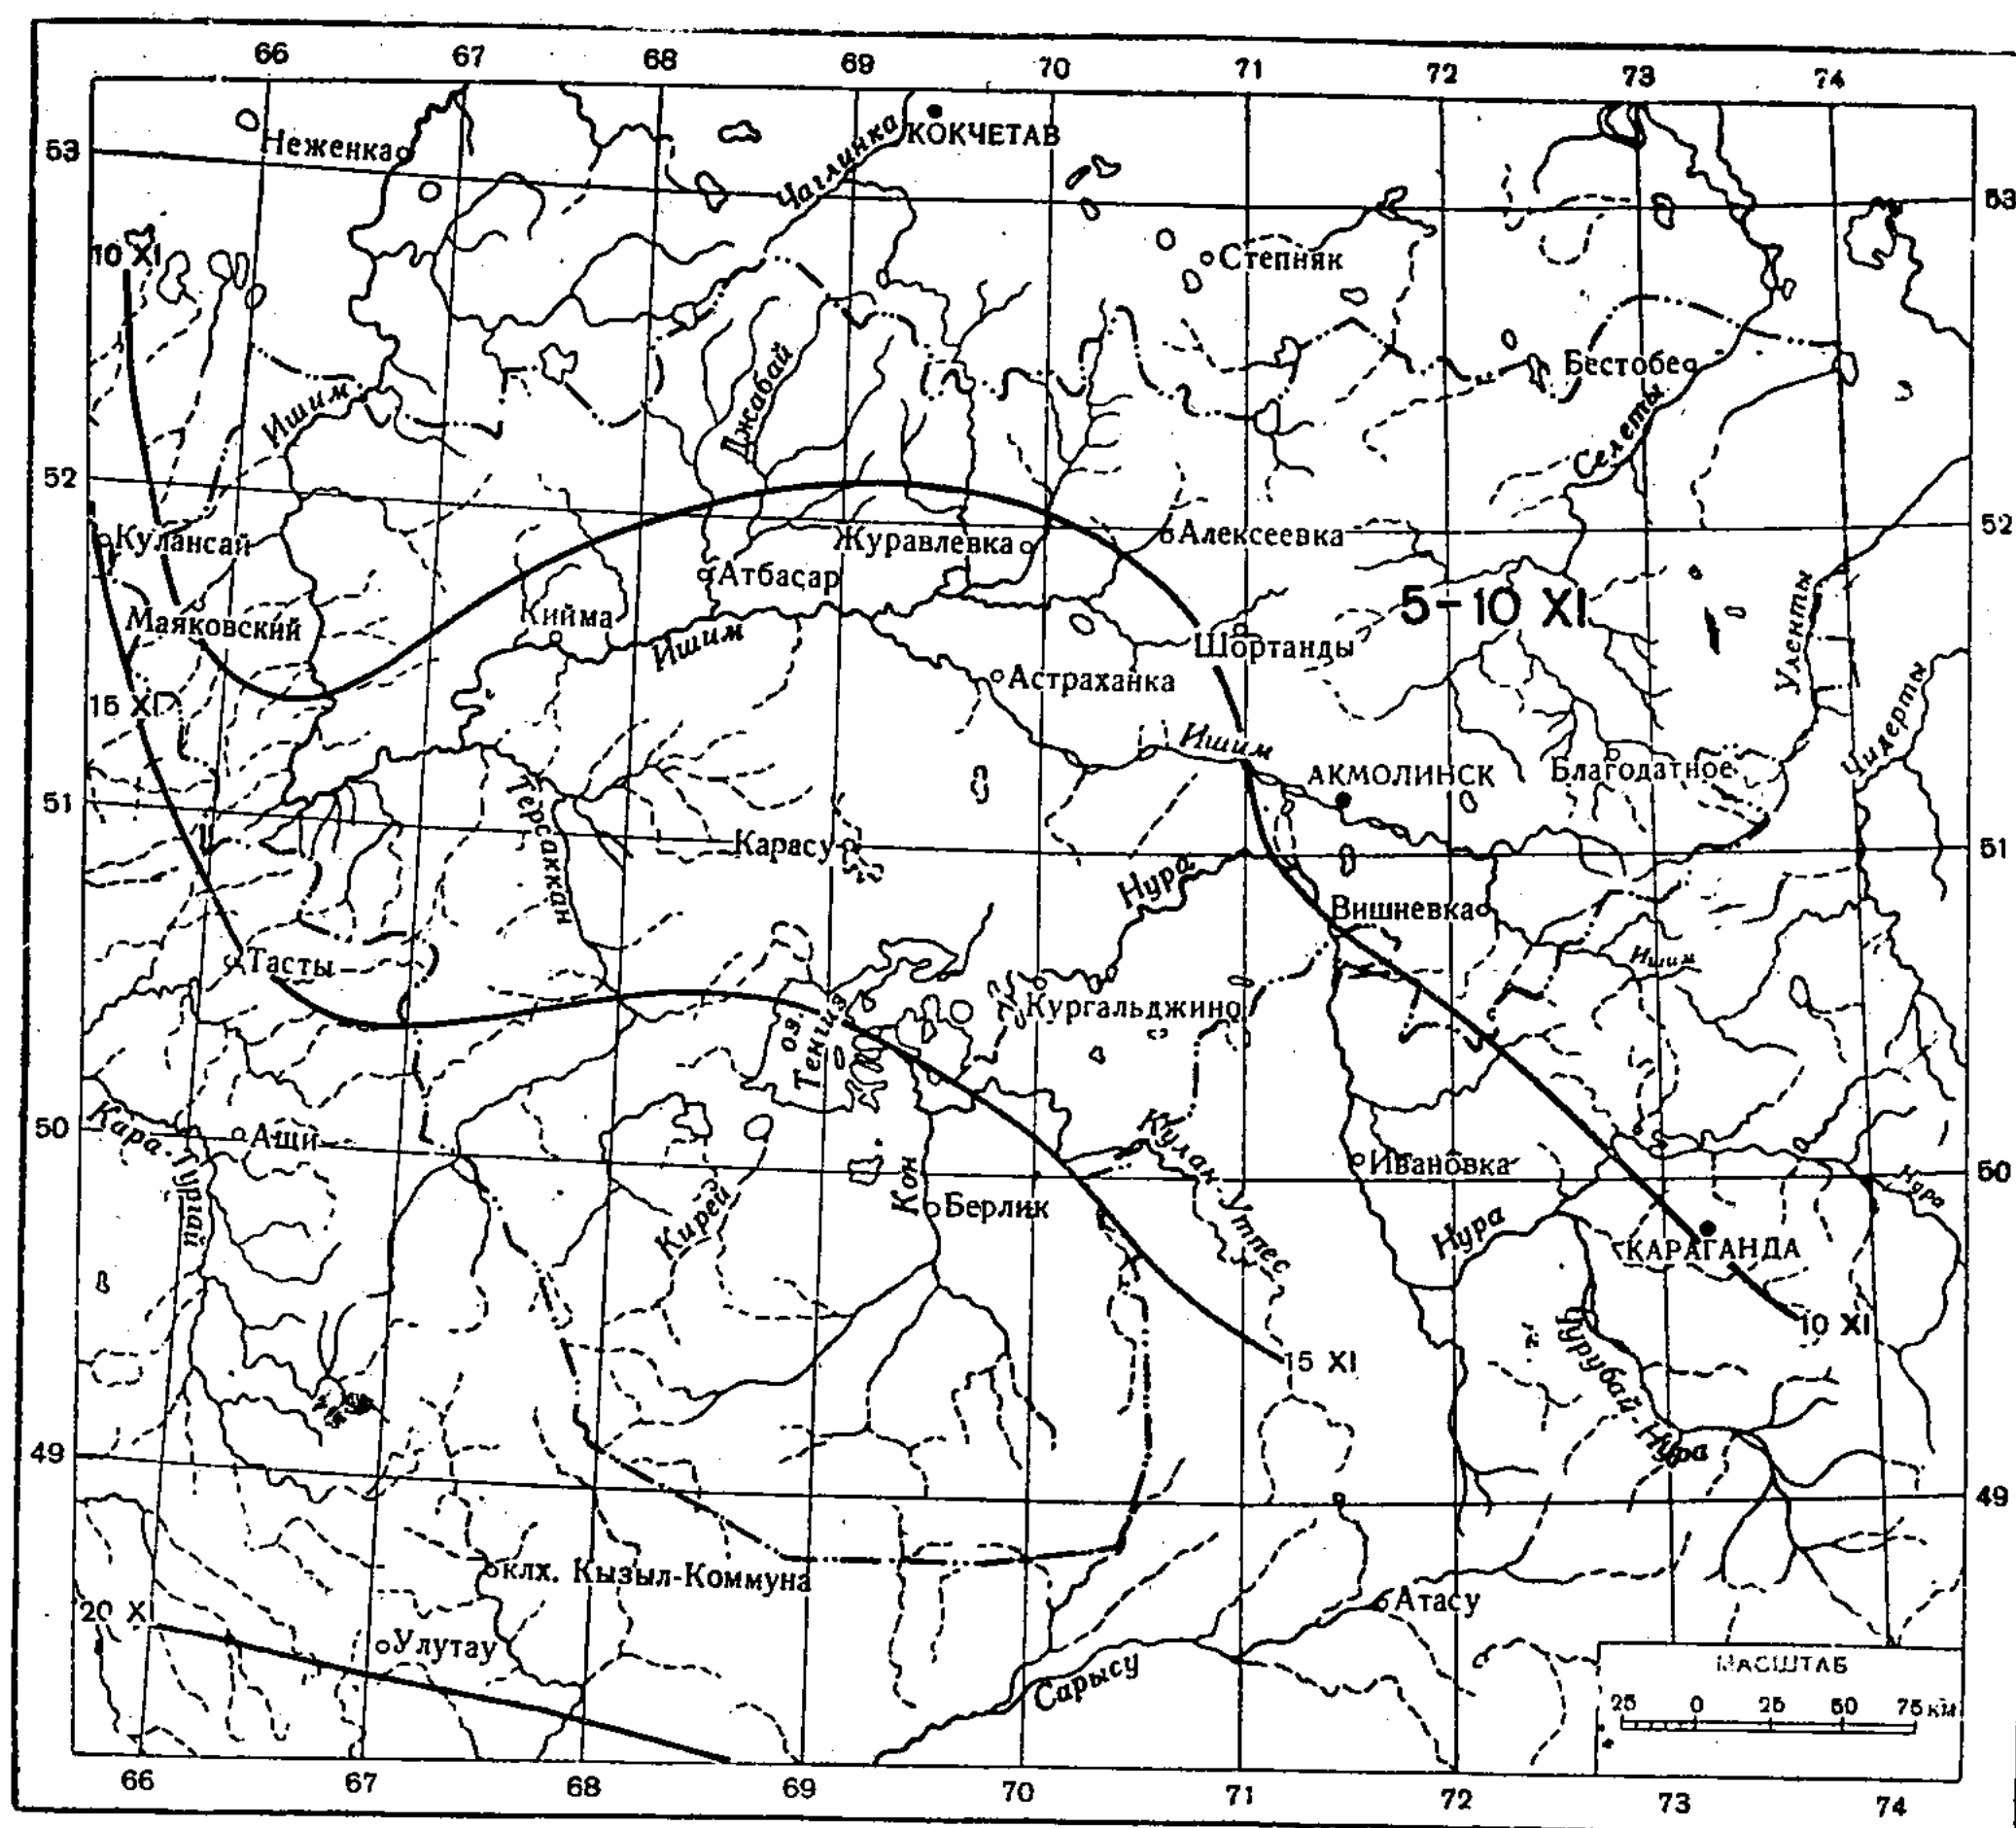 66 67 68 69 70 71 72 73 74
КОКЧЕТАВ
Неженка
53
Чаглинка
53
10 XI
Степняк
Бестобе
Ишим
Джабай
Селеты
52
52
Кулансай
Журавлевка
Алексеевка
Атбасар
5-10 XI
Маяковский
Кийма
Ишим
Шортанды
Уленты
Астраханка
15 XI
Чидерты
Ишим
АКМОЛИНСК
Благодатное
51
Терсаккан
Карасу
51
Нура
Вишневка
Тасты
Ишим
оз. Тенгиз
Кургальджино
50
Кара-Тургай
Ащи
Кулан-Утпес
Ивановка
50
Нура
Кирей
Кон
Берлик
Нура
КАРАГАНДА
10 XI
15 XI
Чурубай-Нура
49
49
клх. Кызыл-Коммуна
Атасу
20 XI
Улутау
Сарысу
МАСШТАБ
25 0 25 50 75 км
66 67 68 69 70 71 72 73 74